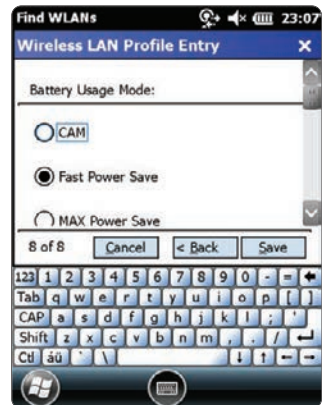 Find WLANs 23:07
Wireless LAN Profile Entry X
Battery Usage Mode:
CAM
Fast Power Save
MAX Power Save
8 of 8 Cancel < Back Save
123 1 2 3 4 5 6 7 8 9 0 - =
Tab q w e r t y u i o p [ ]
CAP a s d f g h j k l ; '
Shift z x c v b n m , . /
Ctl áü ` \